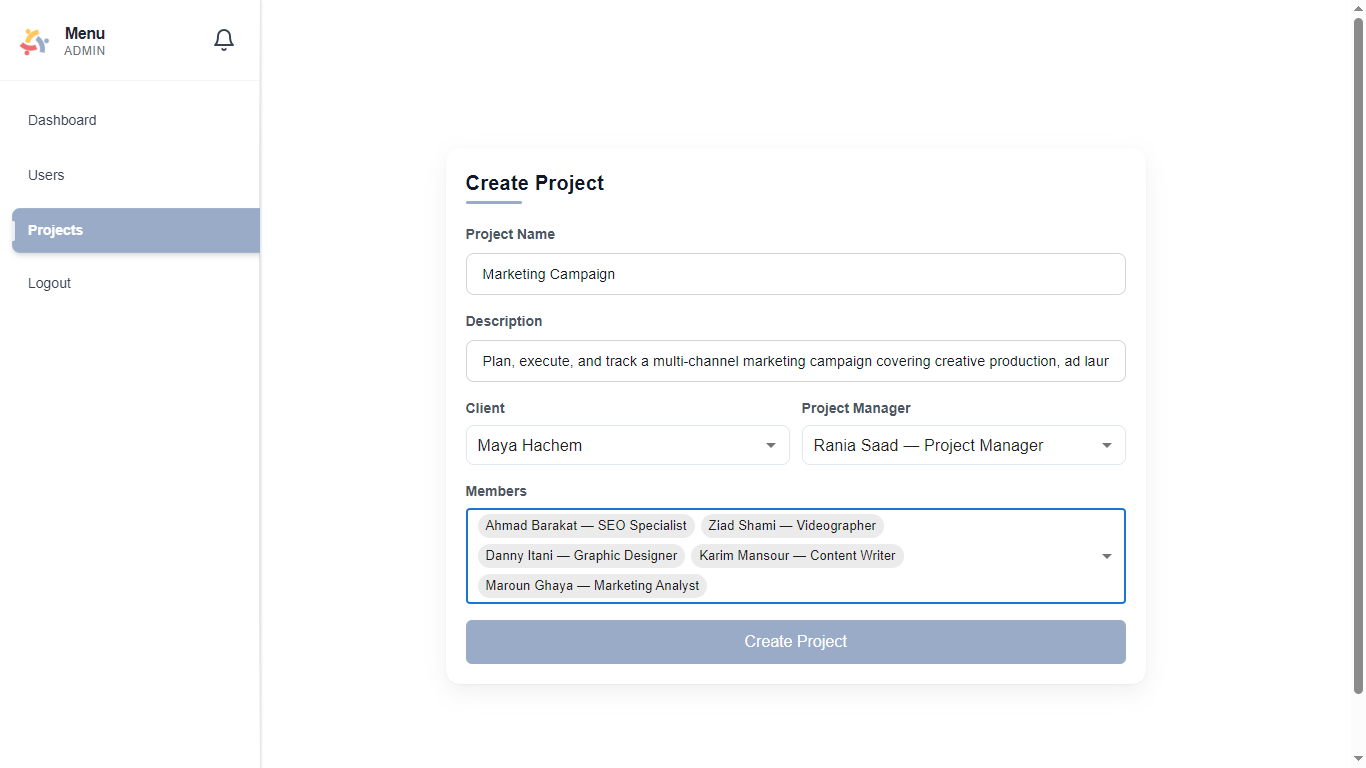 Menu
ADMIN
Dashboard
Users
Projects
Logout
Create Project
Project Name
Marketing Campaign
Description
Plan, execute, and track a multi-channel marketing campaign covering creative production, ad
Client
Project Manager
Maya Hachem
Rania Saad — Project Manager
Members
Ahmad Barakat — SEO Specialist
Ziad Shami — Videographer
Danny Itani — Graphic Designer
Karim Mansour — Content Writer
Maroun Ghaya — Marketing Analyst
Create Project